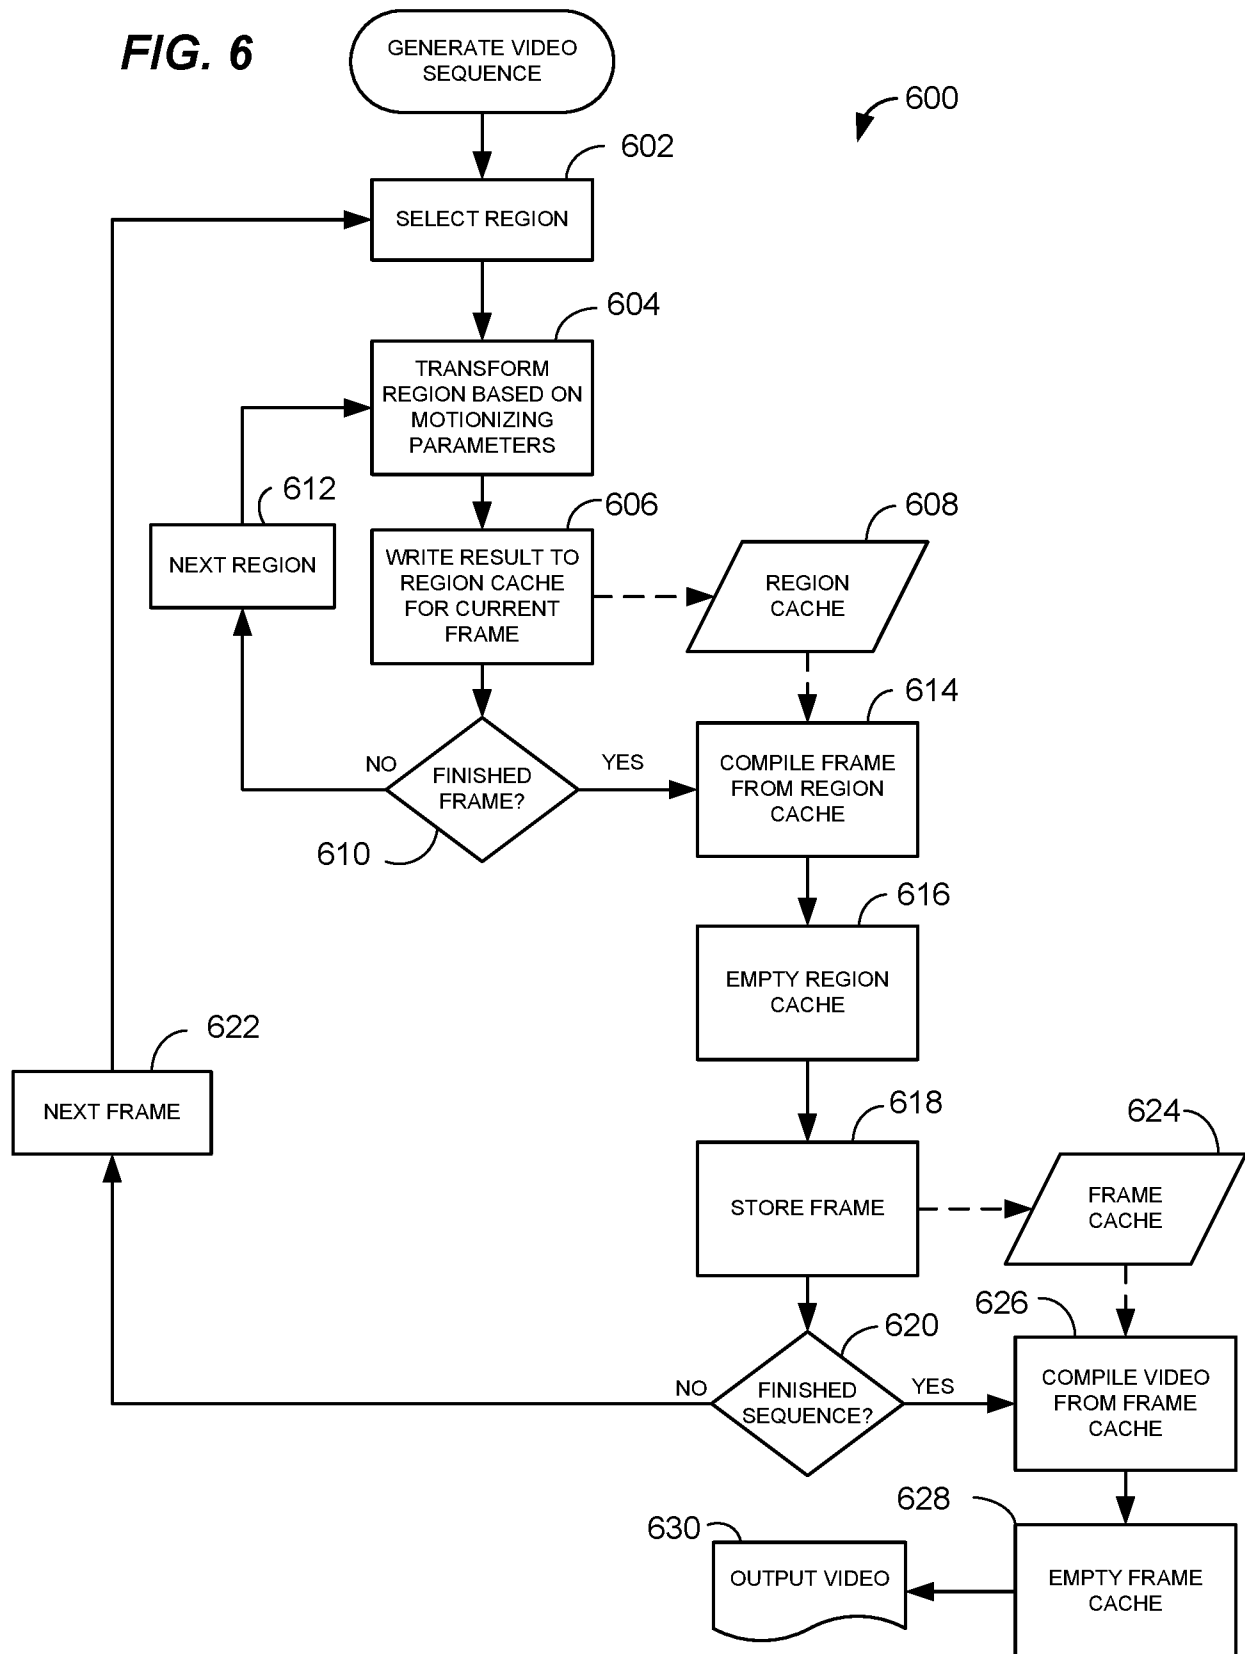 FIG. 6
GENERATE VIDEO
SEQUENCE
600
602
SELECT REGION
604
TRANSFORM
REGION BASED ON
MOTIONIZING
PARAMETERS
612
NEXT REGION
606
WRITE RESULT TO
REGION CACHE
FOR CURRENT
FRAME
608
REGION
CACHE
614
NO
FINISHED
FRAME?
YES
610
COMPILE FRAME
FROM REGION
CACHE
616
EMPTY REGION
CACHE
622
NEXT FRAME
618
STORE FRAME
624
FRAME
CACHE
620
NO
FINISHED
SEQUENCE?
YES
626
COMPILE VIDEO
FROM FRAME
CACHE
628
EMPTY FRAME
CACHE
630
OUTPUT VIDEO